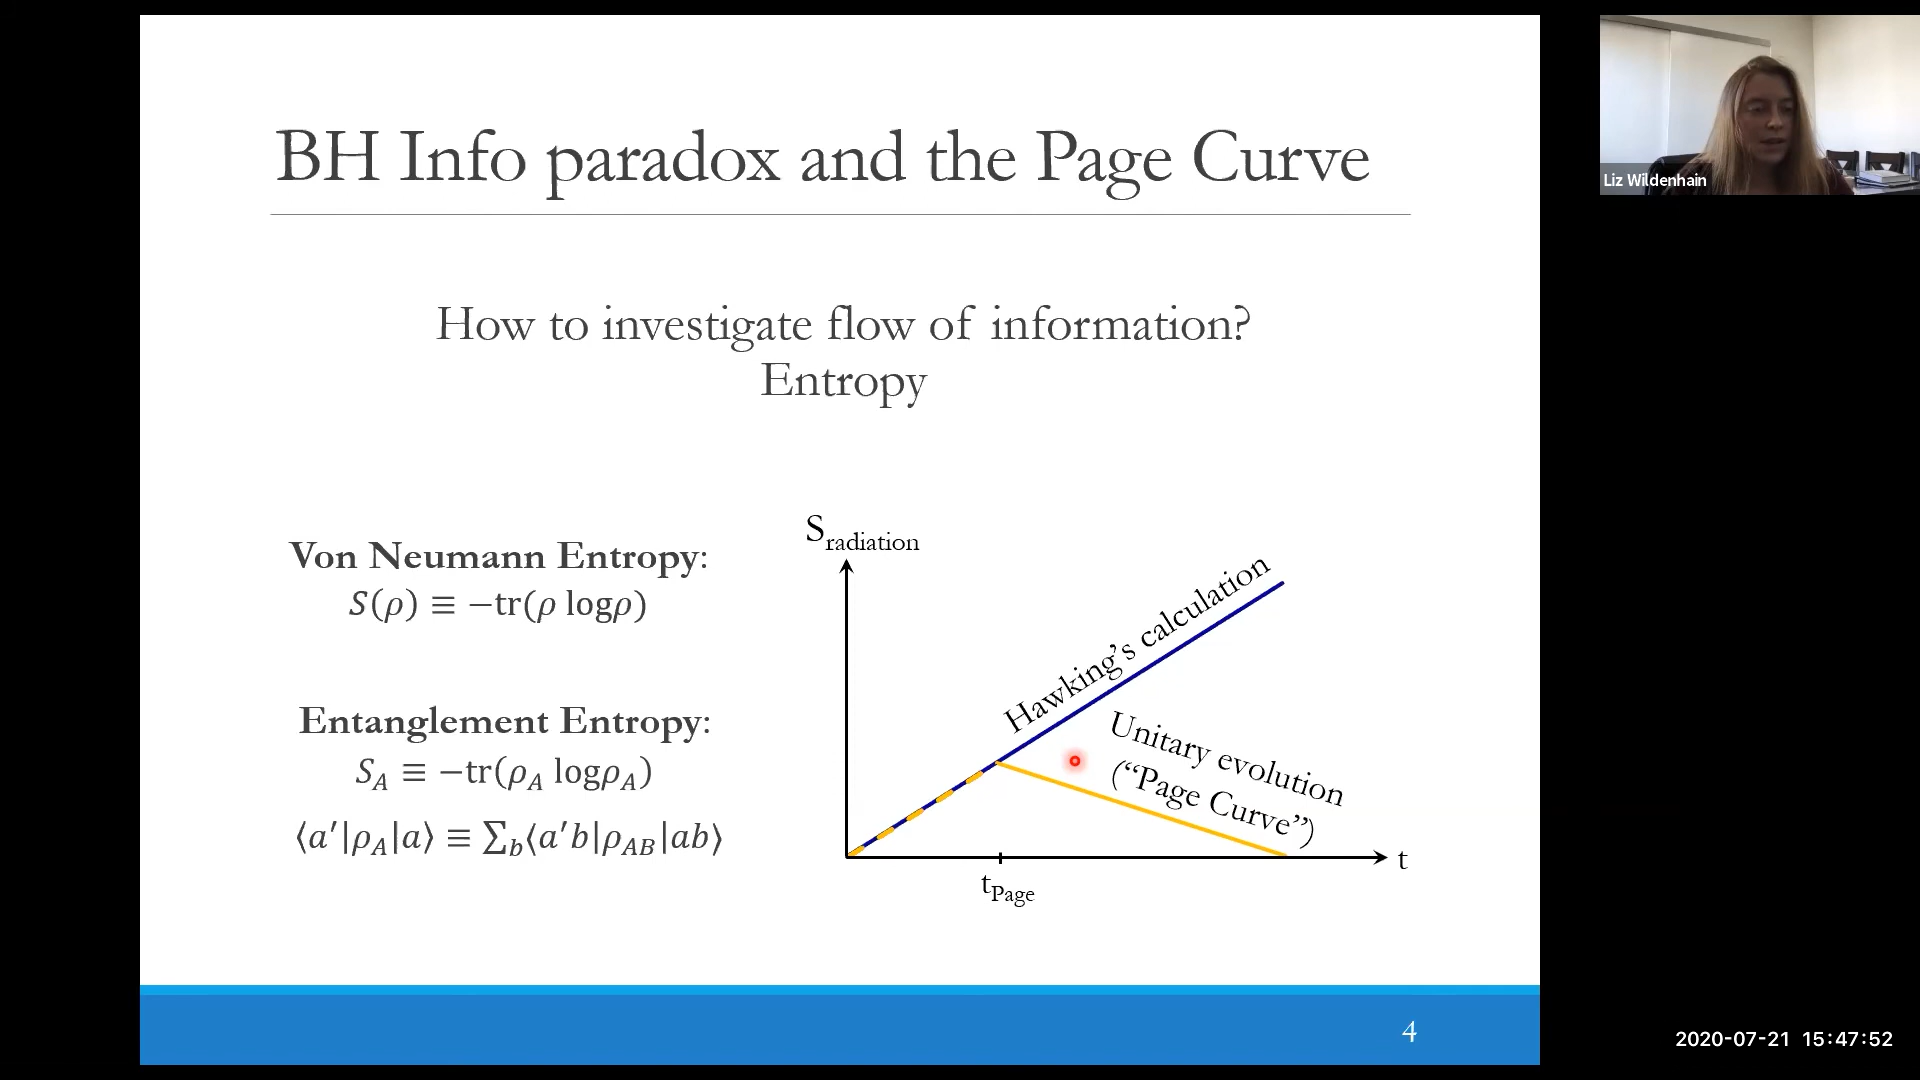 BH Info paradox and the Page Curve
How to investigate flow of information?
Entropy
Von Neumann Entropy:
S(ρ) ≡ −tr(ρ logρ)
Entanglement Entropy:
S_A ≡ −tr(ρ_A logρ_A)
⟨a′|ρ_A|a⟩ ≡ ∑_b⟨a′b|ρ_AB|ab⟩
S_radiation
Hawking’s calculation
Unitary evolution
(“Page Curve”)
t
t_Page
4
Liz Wildenhain
2020-07-21 15:47:52